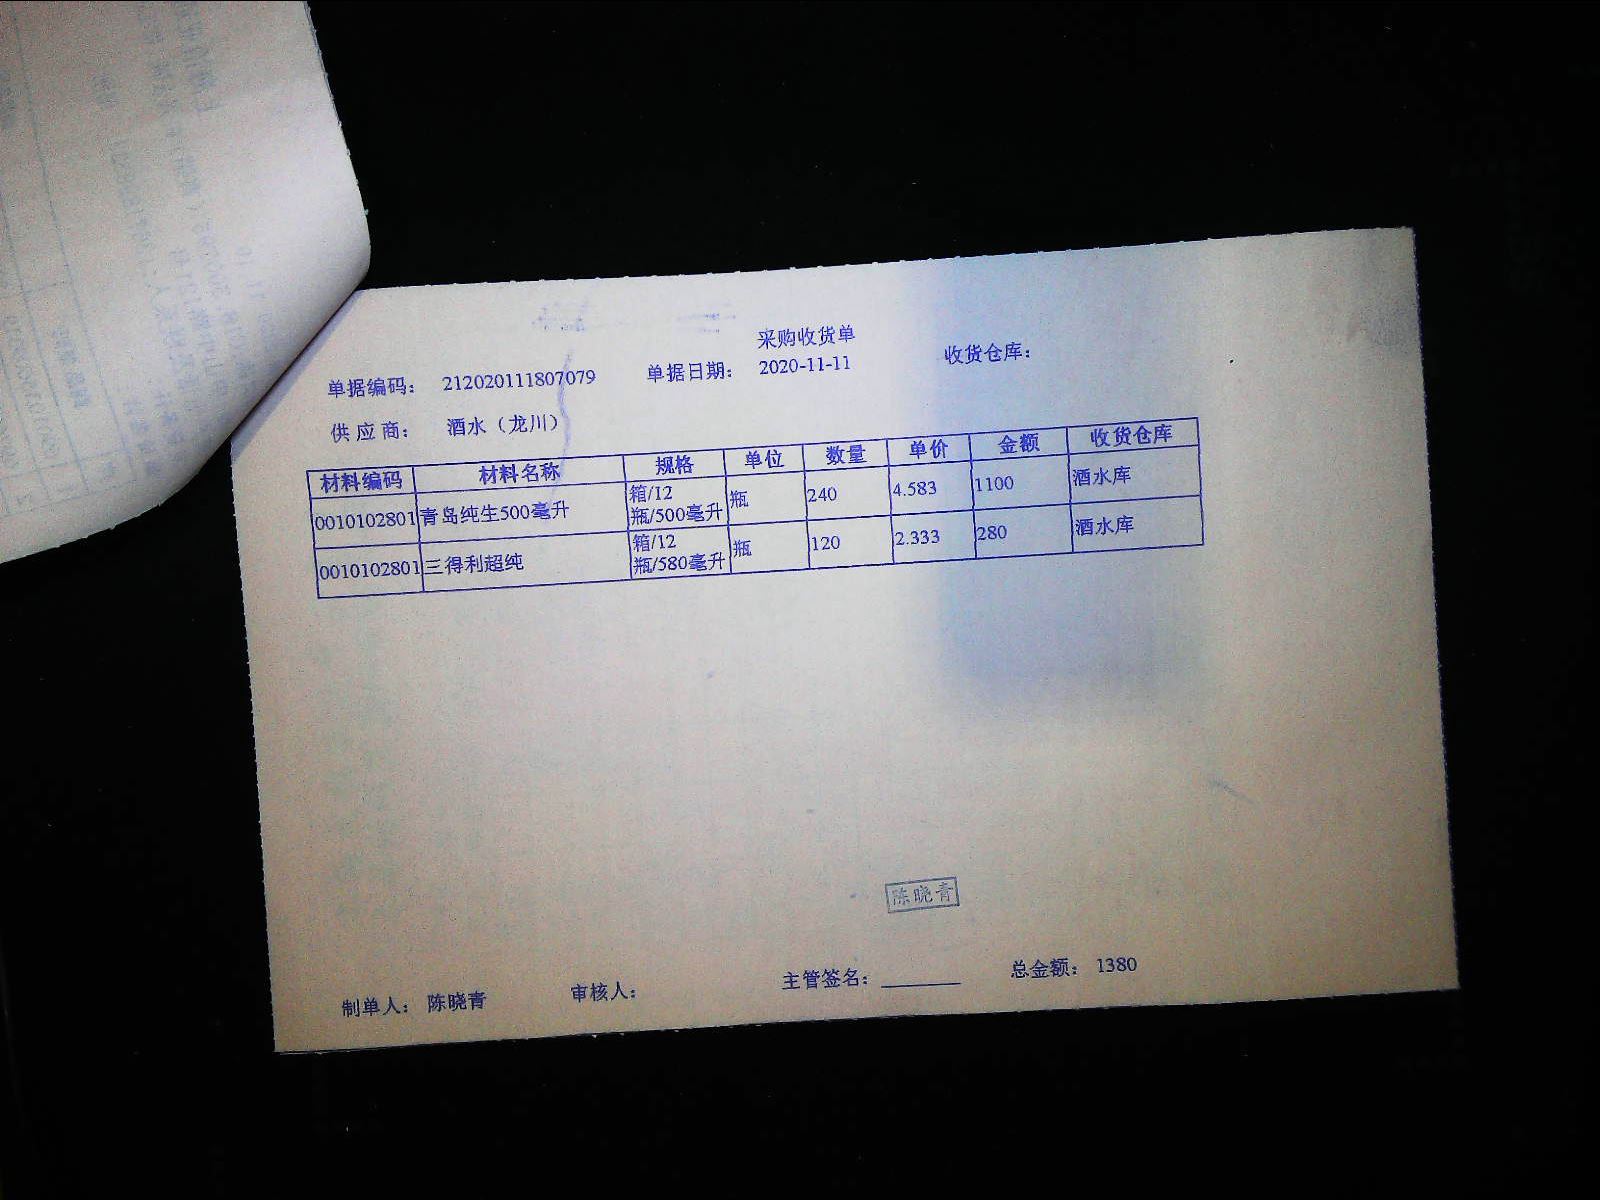 采购收货单
单据编码： 212020111807079 单据日期： 2020-11-11 收货仓库：
供应商： 酒水（龙川）
材料编码 材料名称 规格 单位 数量 单价 金额 收货仓库
0010102801 青岛纯生500毫升 箱/12瓶/500毫升 瓶 240 4.583 1100 酒水库
0010102801 三得利超纯 箱/12瓶/580毫升 瓶 120 2.333 280 酒水库
陈晓青
制单人： 陈晓青 审核人： 主管签名： 总金额： 1380